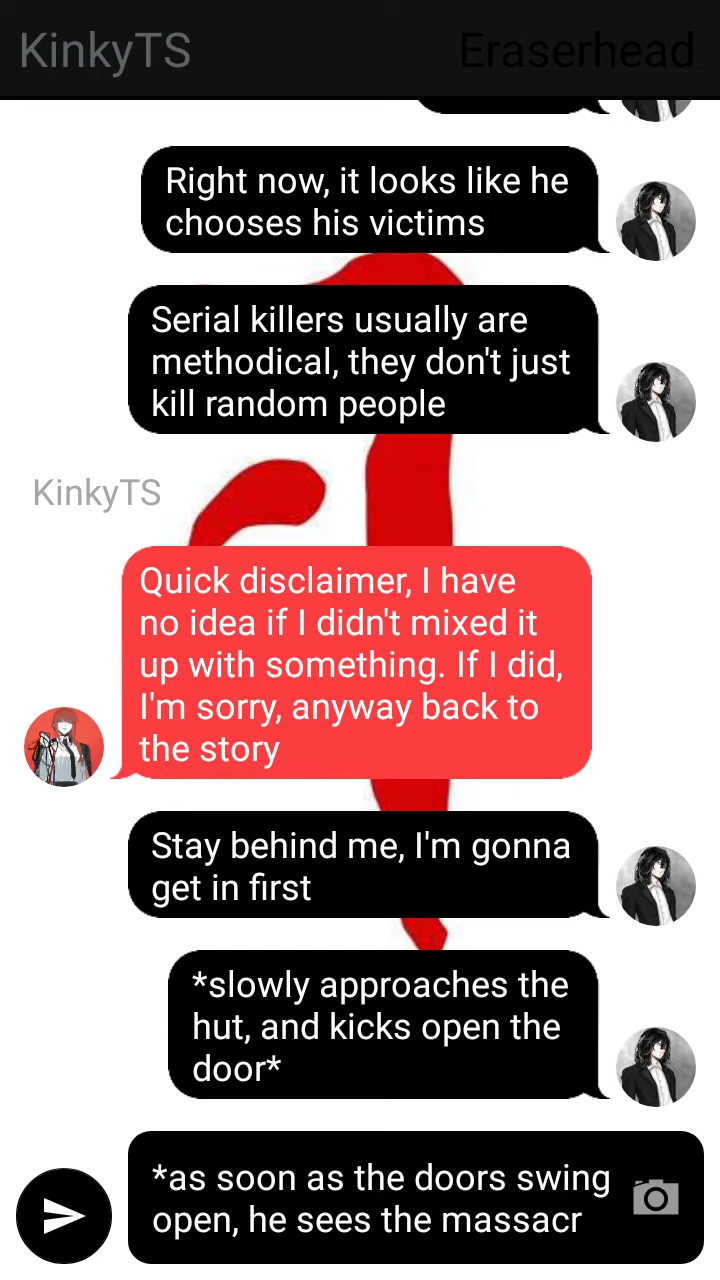 KinkyTS
Eraserhead
Right now, it looks like he
chooses his victims
Serial killers usually are
methodical, they don't just
kill random people
KinkyTS
Quick disclaimer, I have
no idea if I didn't mixed it
up with something. If I did,
I'm sorry, anyway back to
the story
Stay behind me, I'm gonna
get in first
*slowly approaches the
hut, and kicks open the
door*
*as soon as the doors swing
open, he sees the massacr